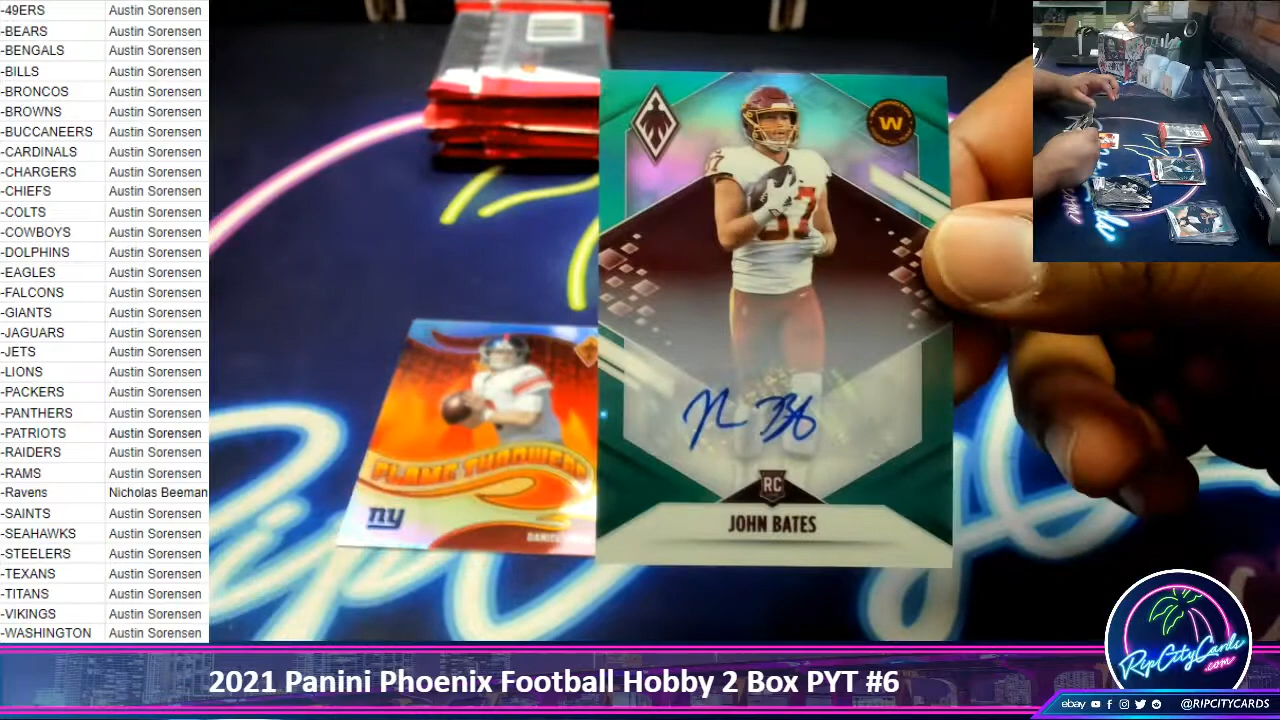 -49ERS Austin Sorensen
-BEARS Austin Sorensen
-BENGALS Austin Sorensen
-BILLS Austin Sorensen
-BRONCOS Austin Sorensen
-BROWNS Austin Sorensen
-BUCCANEERS Austin Sorensen
-CARDINALS Austin Sorensen
-CHARGERS Austin Sorensen
-CHIEFS Austin Sorensen
-COLTS Austin Sorensen
-COWBOYS Austin Sorensen
-DOLPHINS Austin Sorensen
-EAGLES Austin Sorensen
-FALCONS Austin Sorensen
-GIANTS Austin Sorensen
-JAGUARS Austin Sorensen
-JETS Austin Sorensen
-LIONS Austin Sorensen
-PACKERS Austin Sorensen
-PANTHERS Austin Sorensen
-PATRIOTS Austin Sorensen
-RAIDERS Austin Sorensen
-RAMS Austin Sorensen
-Ravens Nicholas Beeman
-SAINTS Austin Sorensen
-SEAHAWKS Austin Sorensen
-STEELERS Austin Sorensen
-TEXANS Austin Sorensen
-TITANS Austin Sorensen
-VIKINGS Austin Sorensen
-WASHINGTON Austin Sorensen
W
37
FLAME THROWERS
ny
RC
JOHN BATES
RipCityCards
.com
2021 Panini Phoenix Football Hobby 2 Box PYT #6
ebay @RIPCITYCARDS